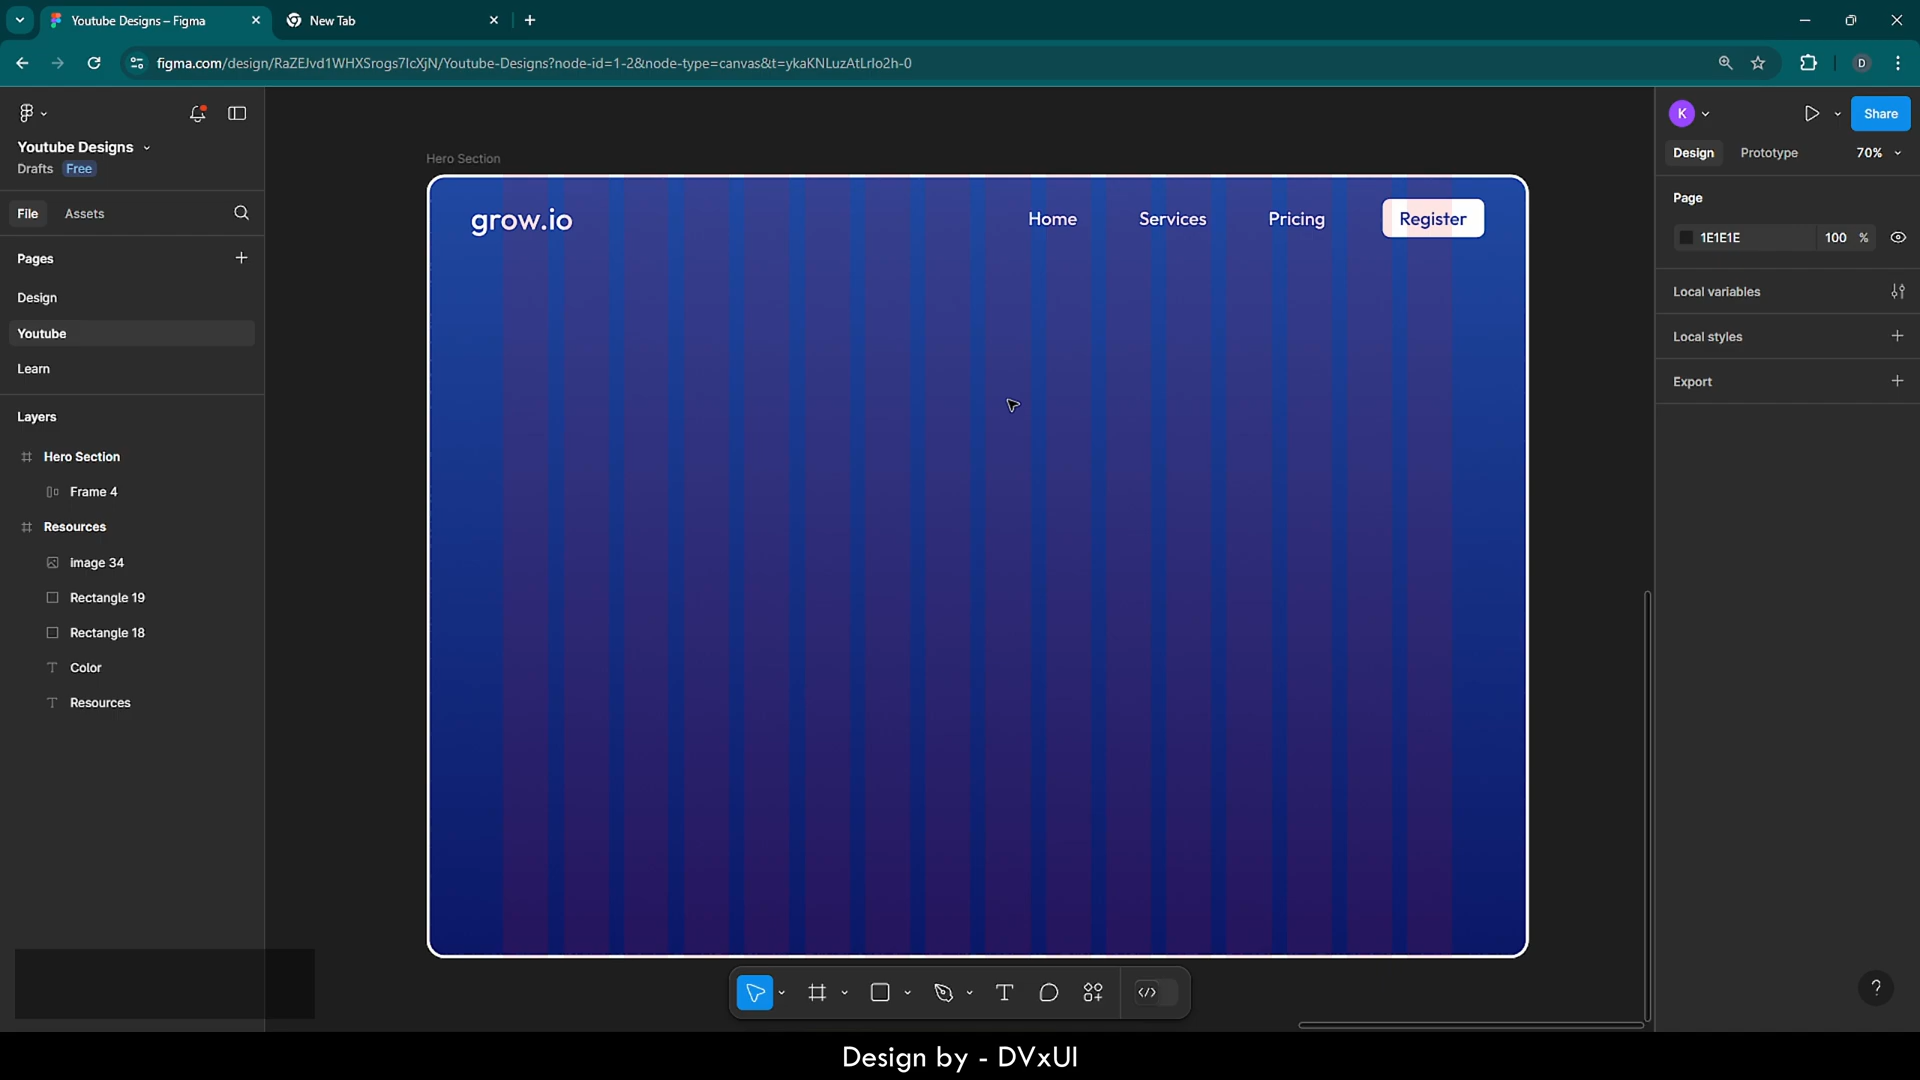 Youtube Designs – Figma
New Tab
figma.com/design/RaZEJvd1WHXSrogs7IcXjN/Youtube-Designs?node-id=1-2&node-type=canvas&t=ykaKNLuzAtLrIo2h-0
D
Youtube Designs
Drafts Free
File Assets
Pages
Design
Youtube
Learn
Layers
Hero Section
Frame 4
Resources
image 34
Rectangle 19
Rectangle 18
Color
Resources
Hero Section
grow.io
Home Services Pricing Register
K
Share
Design Prototype 70%
Page
1E1E1E 100 %
Local variables
Local styles
Export
?
Design by - DVxUI